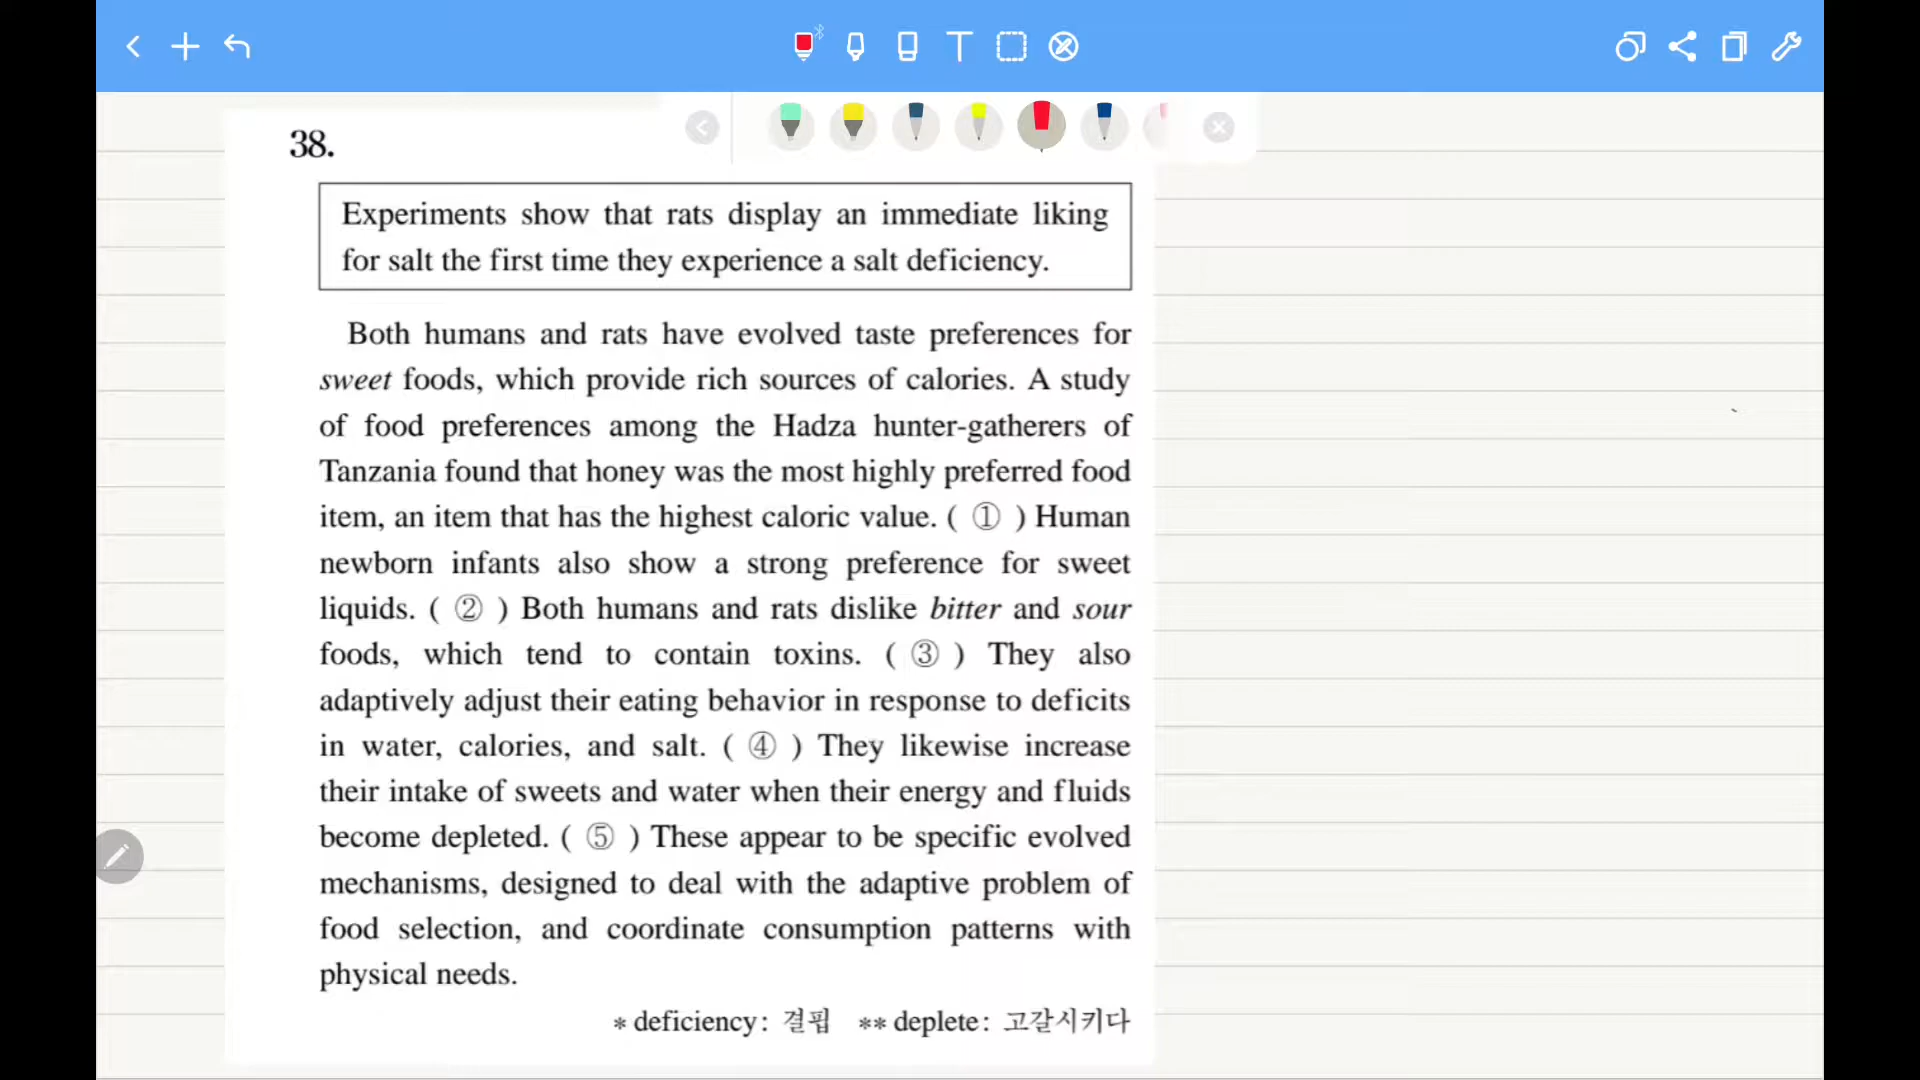 38.
Experiments show that rats display an immediate liking
for salt the first time they experience a salt deficiency.
Both humans and rats have evolved taste preferences for
sweet foods, which provide rich sources of calories. A study
of food preferences among the Hadza hunter-gatherers of
Tanzania found that honey was the most highly preferred food
item, an item that has the highest caloric value. ( ① ) Human
newborn infants also show a strong preference for sweet
liquids. ( ② ) Both humans and rats dislike bitter and sour
foods, which tend to contain toxins. ( ③ ) They also
adaptively adjust their eating behavior in response to deficits
in water, calories, and salt. ( ④ ) They likewise increase
their intake of sweets and water when their energy and fluids
become depleted. ( ⑤ ) These appear to be specific evolved
mechanisms, designed to deal with the adaptive problem of
food selection, and coordinate consumption patterns with
physical needs.
* deficiency: 결핍 ** deplete: 고갈시키다